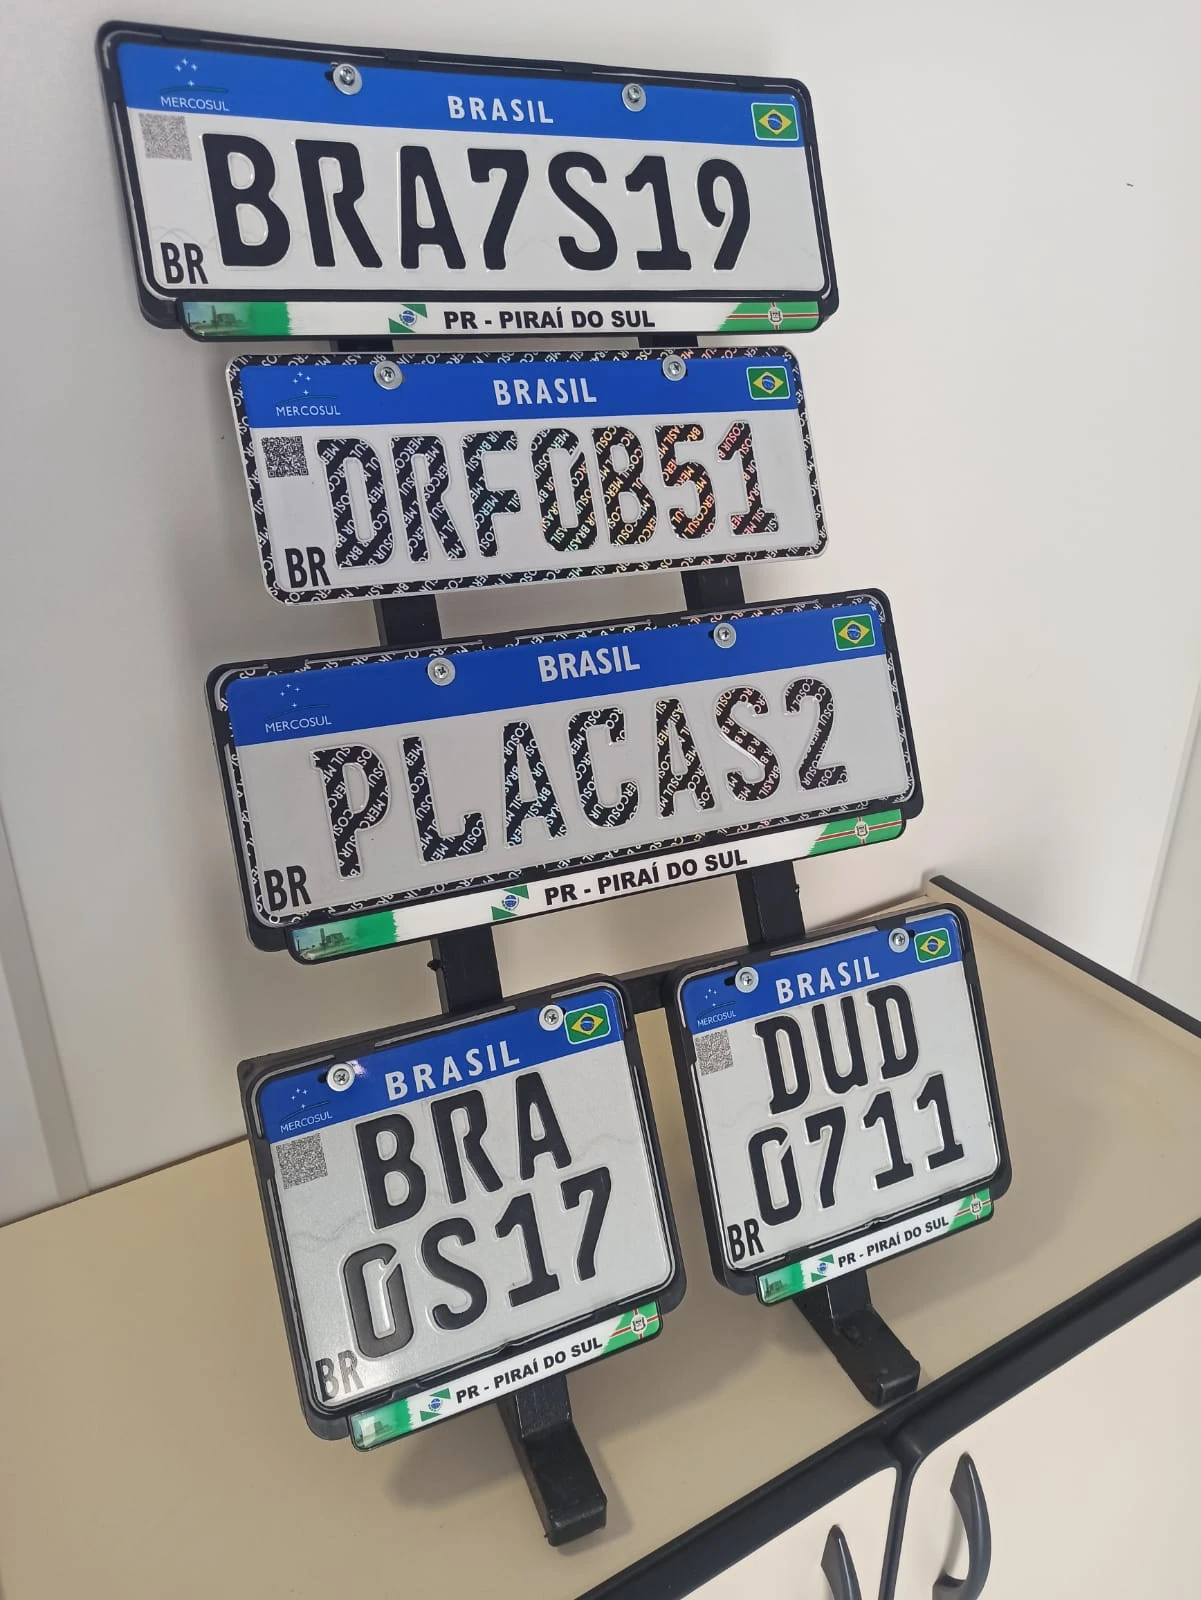 MERCOSUL
BRASIL
BRA7S19
BR
PR - PIRAÍ DO SUL
MERCOSUL
BRASIL
DRF0B51
BR
MERCOSUL
BRASIL
PLACAS2
BR
PR - PIRAÍ DO SUL
MERCOSUL
BRASIL
BRA
0S17
BR
PR - PIRAÍ DO SUL
MERCOSUL
BRASIL
DUD
0711
BR
PR - PIRAÍ DO SUL